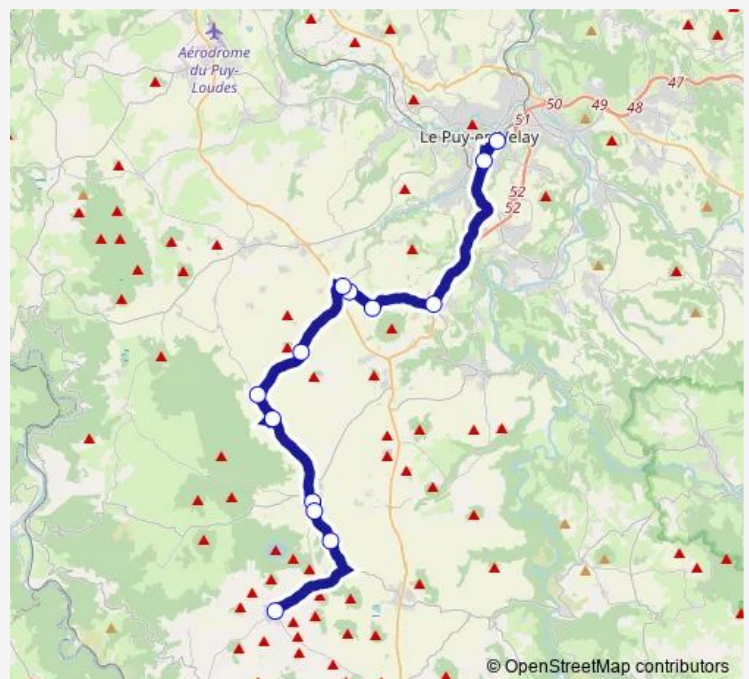 Aérodrome
du Puy-
Loudes
47
50
49
48
51
Le Puy-en-Velay
52
52
© OpenStreetMap contributors